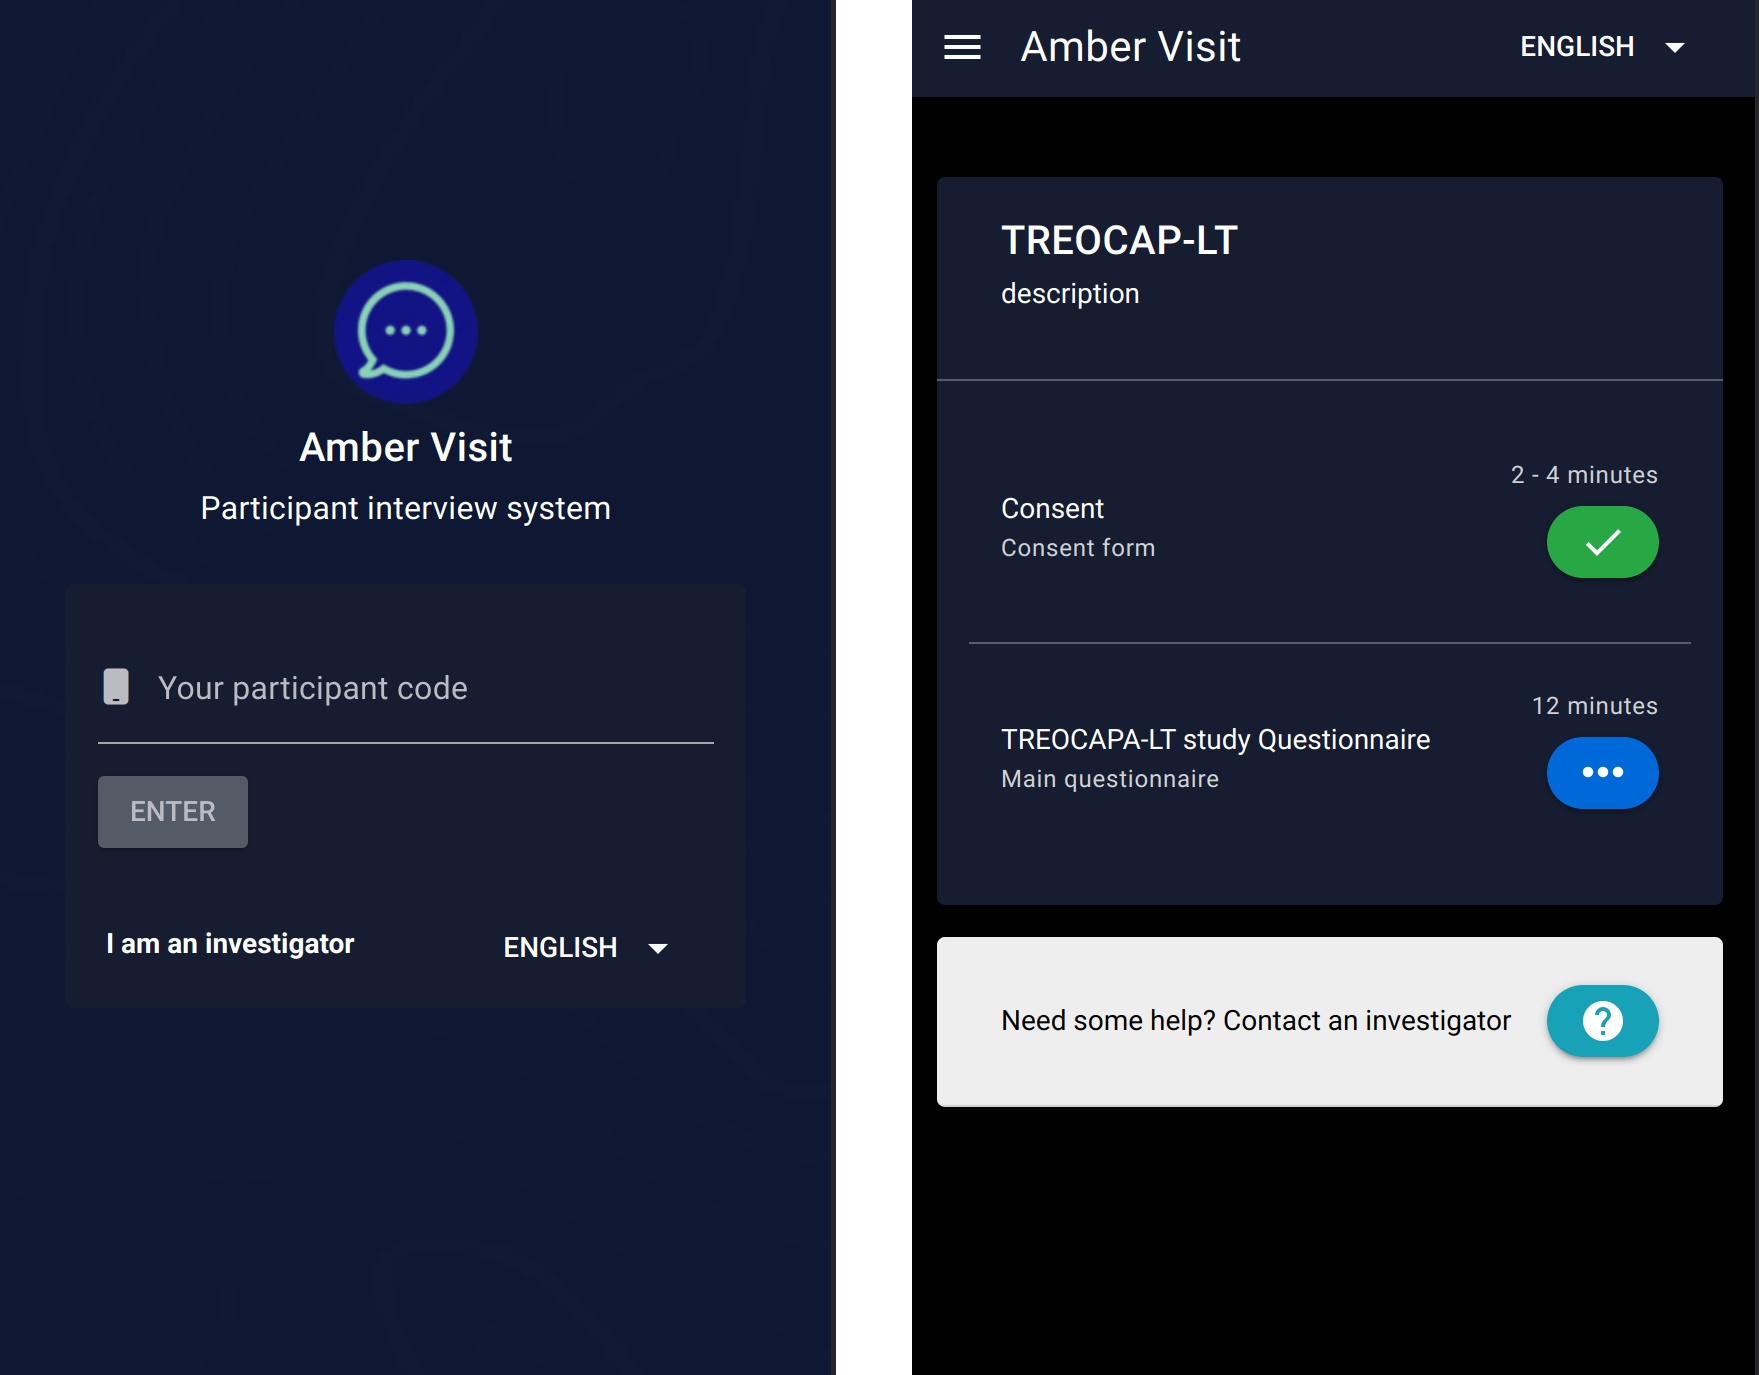 Amber Visit
Participant interview system
Your participant code
ENTER
I am an investigator
ENGLISH
Amber Visit
ENGLISH
TREOCAP-LT
description
2 - 4 minutes
Consent
Consent form
12 minutes
TREOCAPA-LT study Questionnaire
Main questionnaire
Need some help? Contact an investigator